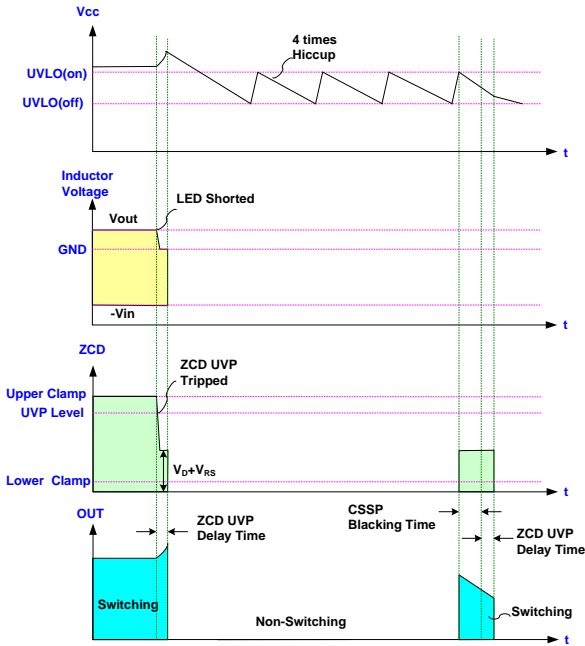 Vcc
4 times
Hiccup
UVLO(on)
UVLO(off)
t
Inductor
Voltage
LED Shorted
Vout
GND
-Vin
t
ZCD
ZCD UVP
Tripped
Upper Clamp
UVP Level
VD+VRS
Lower Clamp
t
OUT
ZCD UVP
Delay Time
CSSP
Blacking Time
ZCD UVP
Delay Time
Switching
Non-Switching
Switching
t